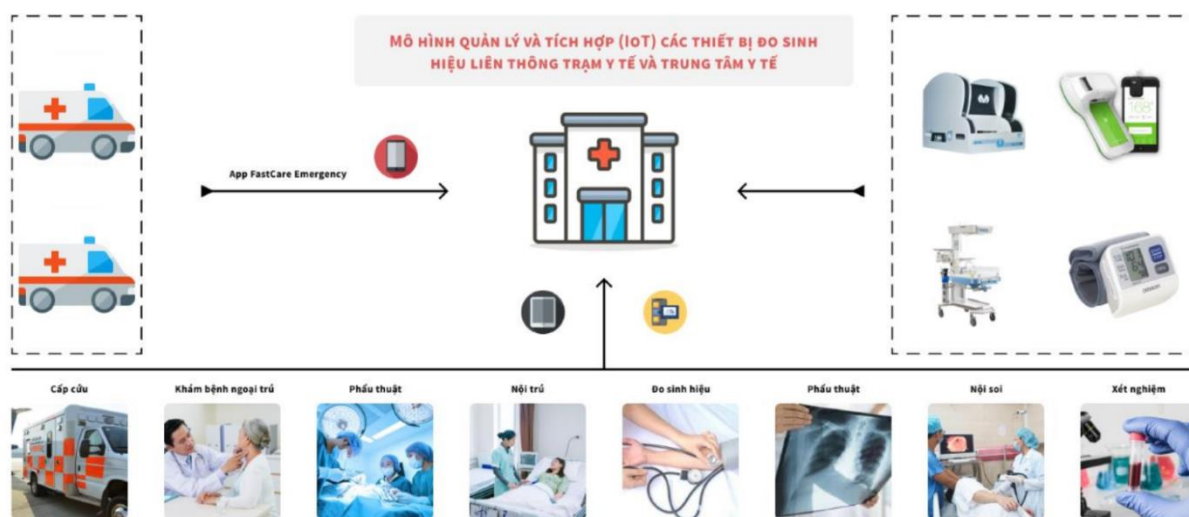 MÔ HÌNH QUẢN LÝ VÀ TÍCH HỢP (IoT) CÁC THIẾT BỊ ĐO SINH
HIỆU LIÊN THÔNG TRẠM Y TẾ VÀ TRUNG TÂM Y TẾ
App FastCare Emergency
Cấp cứu
Khám bệnh ngoại trú
Phẩu thuật
Nội trú
Đo sinh hiệu
Phẩu thuật
Nội soi
Xét nghiệm